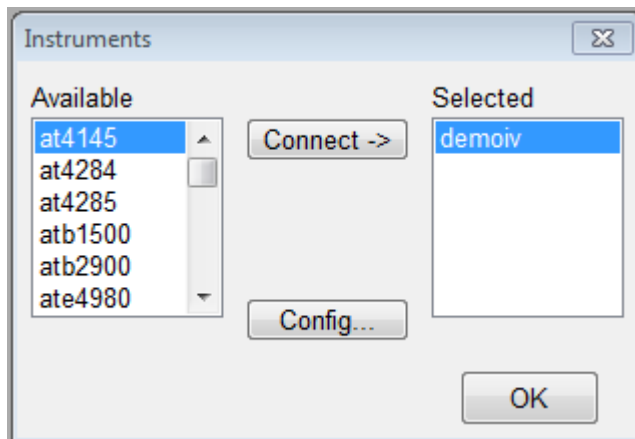 Instruments
Available
Selected
at4145
at4284
at4285
atb1500
atb2900
ate4980
Connect ->
Config...
demoiv
OK